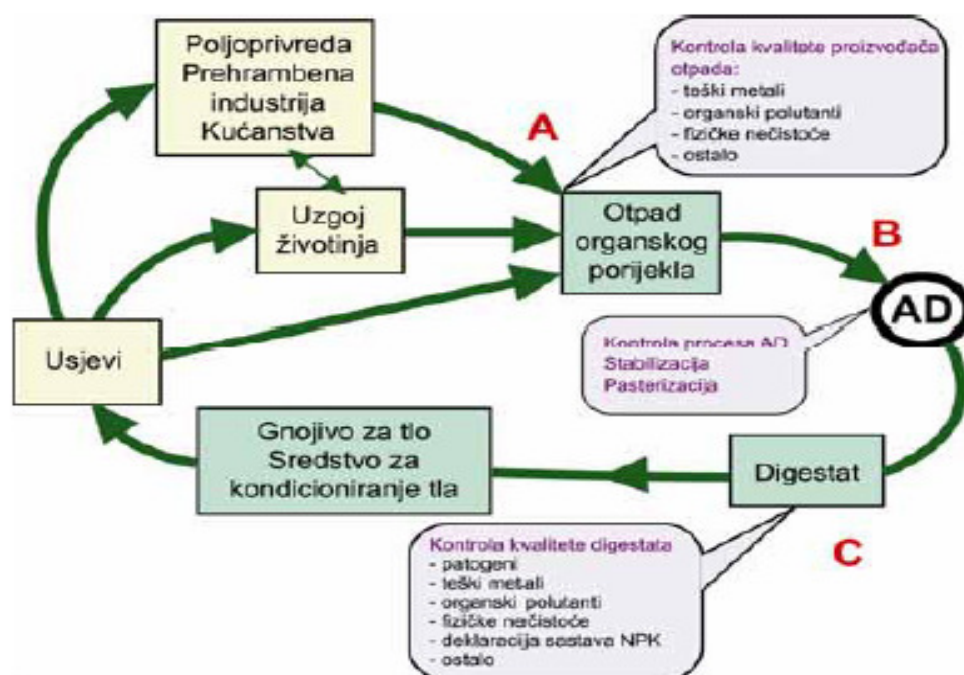 Poljoprivreda
Prehrambena
industrija
Kućanstva
Kontrola kvalitete proizvođača
otpada:
- teški metali
- organski polutanti
- fizičke nečistoće
- ostalo
A
Uzgoj
životinja
Otpad
organskog
porijekla
B
AD
Usjevi
Kontrola procesa AD
Stabilizacija
Pasterizacija
Gnojivo za tlo
Sredstvo za
kondicioniranje tla
Digestat
C
Kontrola kvalitete digestata
- patogeni
- teški metali
- organski polutanti
- fizičke nečistoće
- deklaracija sastava NPK
- ostalo